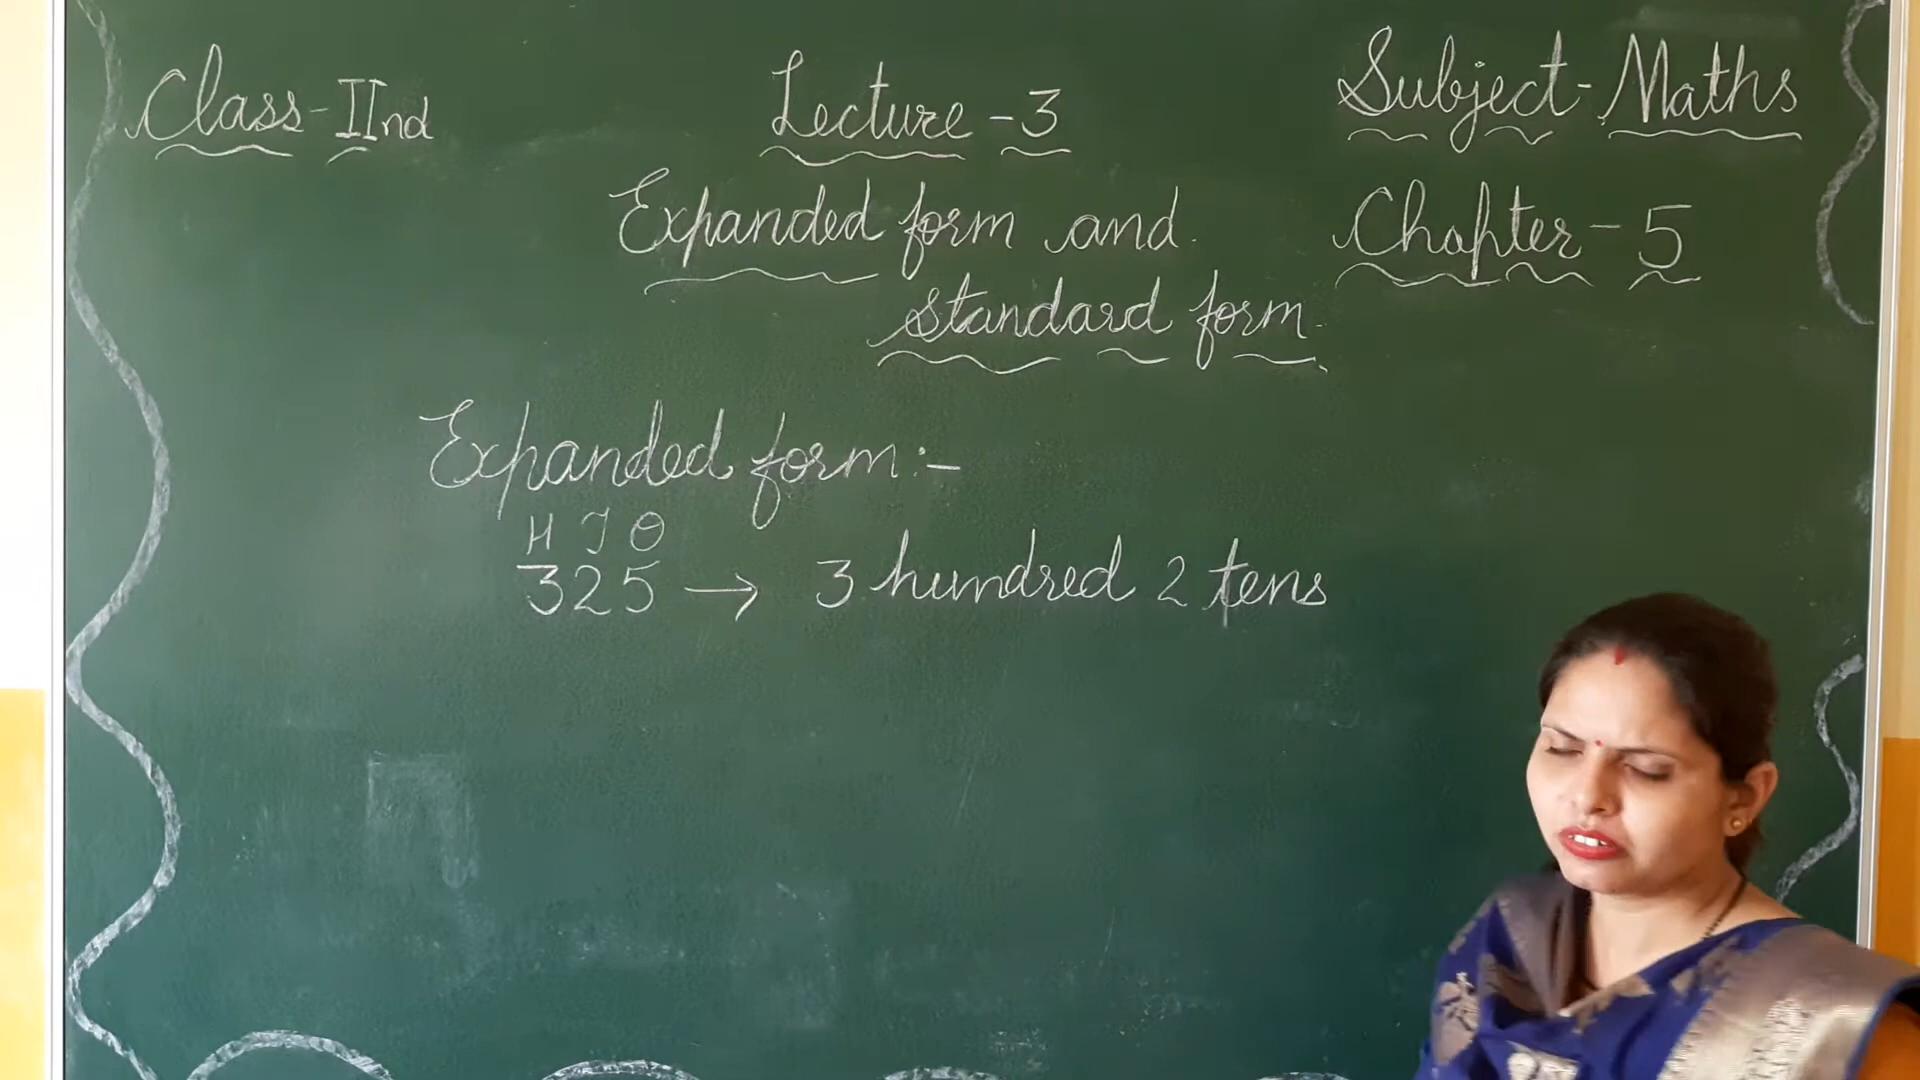 Class-IInd
Lecture-3
Subject-Maths
Expanded form and
Chapter-5
standard form.
Expanded form:-
H T O
325 → 3 hundred 2 tens